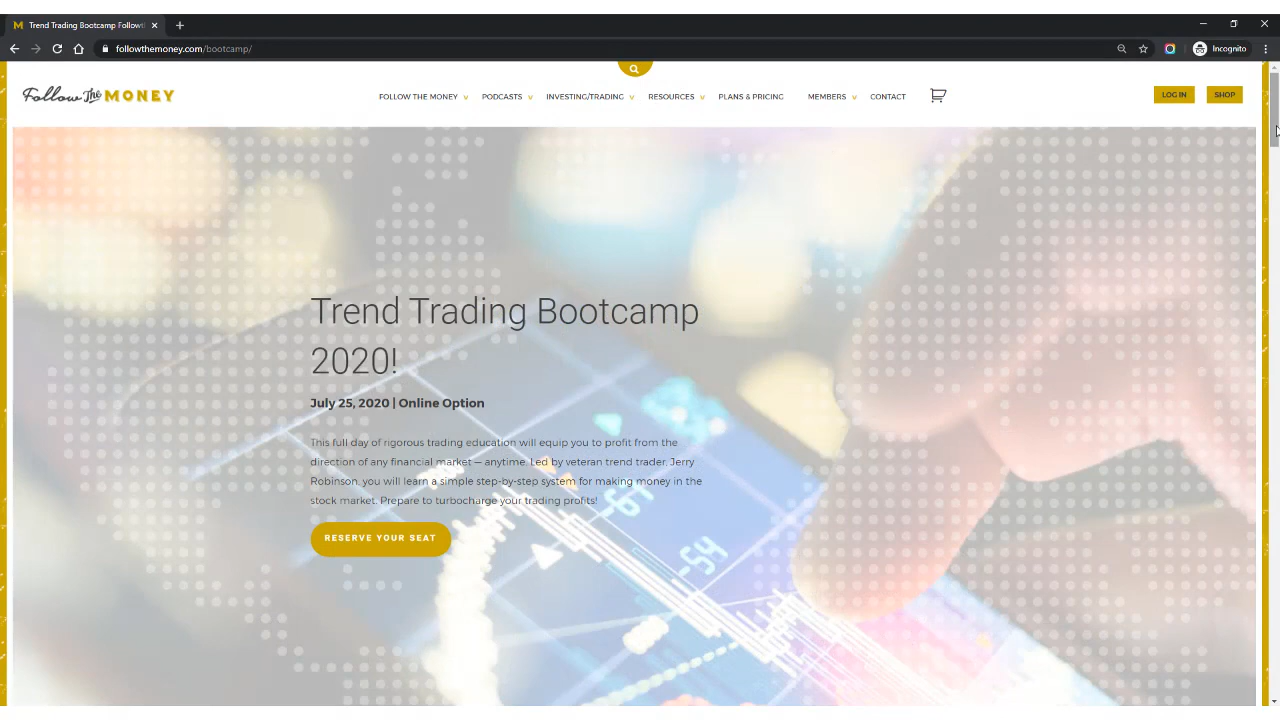 M Trend Trading Bootcamp Followt
followthemoney.com/bootcamp/
Incognito
Follow The MONEY
FOLLOW THE MONEY
PODCASTS
INVESTING/TRADING
RESOURCES
PLANS & PRICING
MEMBERS
CONTACT
LOG IN
SHOP
Trend Trading Bootcamp
2020!
July 25, 2020 | Online Option
This full day of rigorous trading education will equip you to profit from the
direction of any financial market — anytime. Led by veteran trend trader, Jerry
Robinson, you will learn a simple step-by-step system for making money in the
stock market. Prepare to turbocharge your trading profits!
RESERVE YOUR SEAT
-61
-54